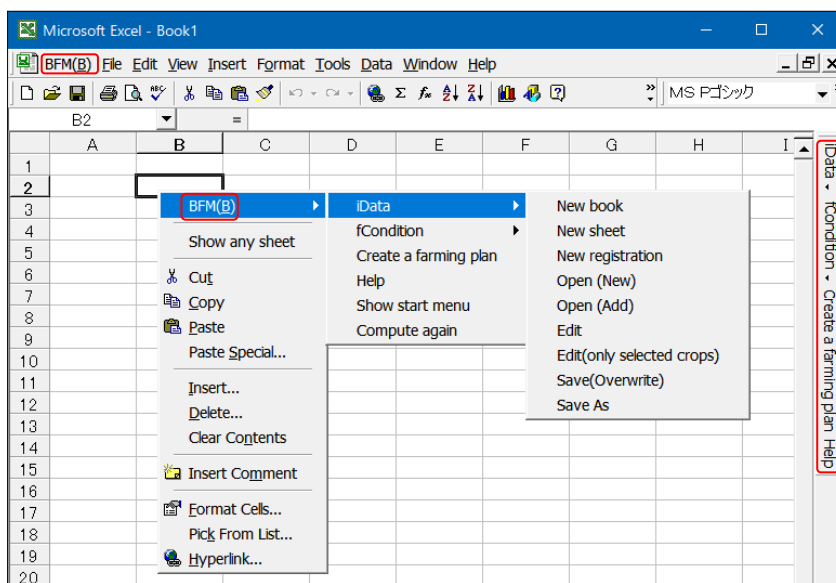 Microsoft Excel - Book1
BFM(B) File Edit View Insert Format Tools Data Window Help
MS Pゴシック
B2 =
A B C D E F G H I
1
2
3
4
5
6
7
8
9
10
11
12
13
14
15
16
17
18
19
20
BFM(B)
Show any sheet
Cut
Copy
Paste
Paste Special...
Insert...
Delete...
Clear Contents
Insert Comment
Format Cells...
Pick From List...
Hyperlink...
iData
fCondition
Create a farming plan
Help
Show start menu
Compute again
New book
New sheet
New registration
Open (New)
Open (Add)
Edit
Edit(only selected crops)
Save(Overwrite)
Save As
iData fCondition Create a farming plan Help